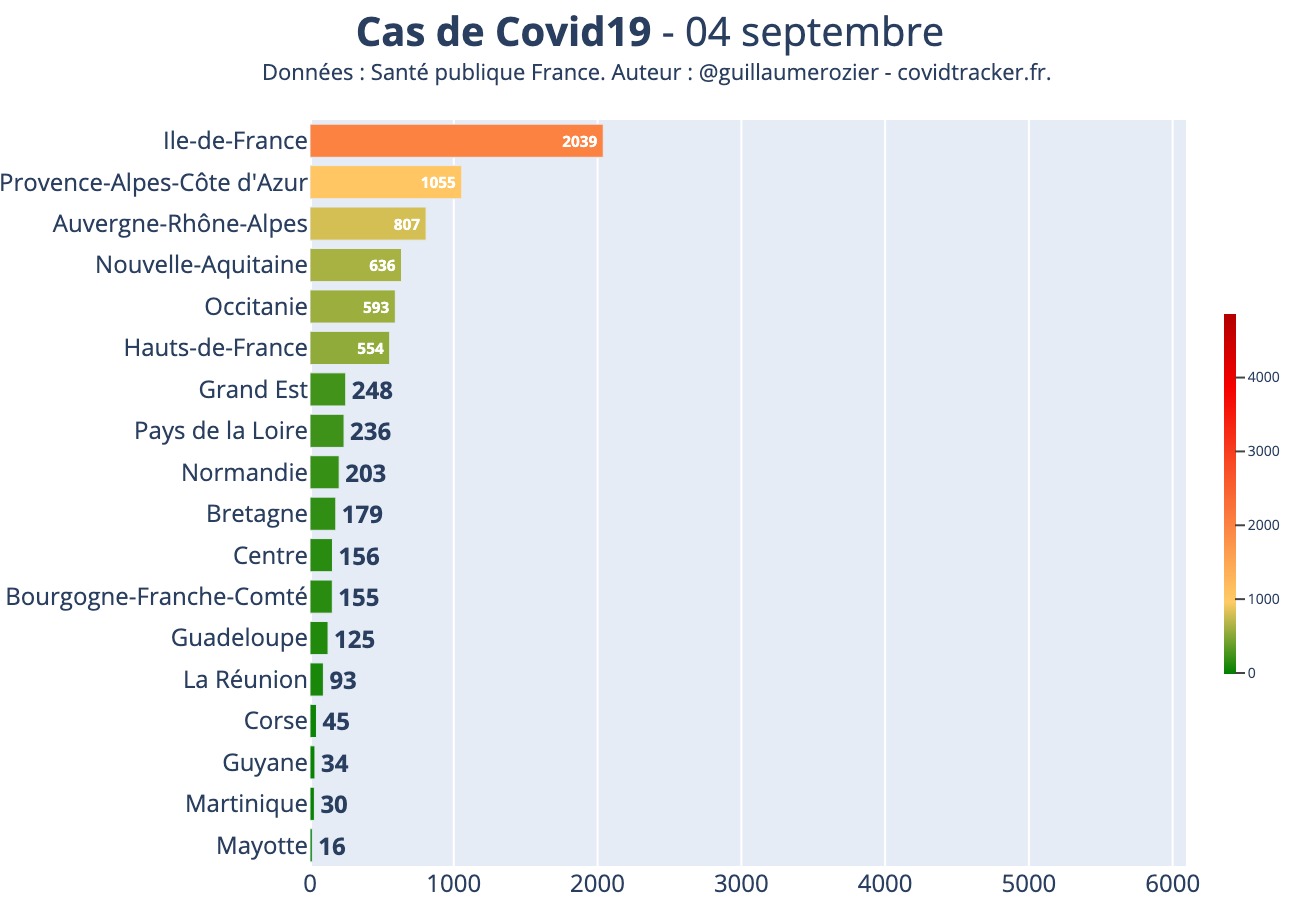 Cas de Covid19 - 04 septembre
Données : Santé publique France. Auteur : @guillaumerozier - covidtracker.fr.
Ile-de-France 2039
Provence-Alpes-Côte d'Azur 1055
Auvergne-Rhône-Alpes 807
Nouvelle-Aquitaine 636
Occitanie 593
Hauts-de-France 554
Grand Est 248
Pays de la Loire 236
Normandie 203
Bretagne 179
Centre 156
Bourgogne-Franche-Comté 155
Guadeloupe 125
La Réunion 93
Corse 45
Guyane 34
Martinique 30
Mayotte 16
0 1000 2000 3000 4000 5000 6000
4000
3000
2000
1000
0